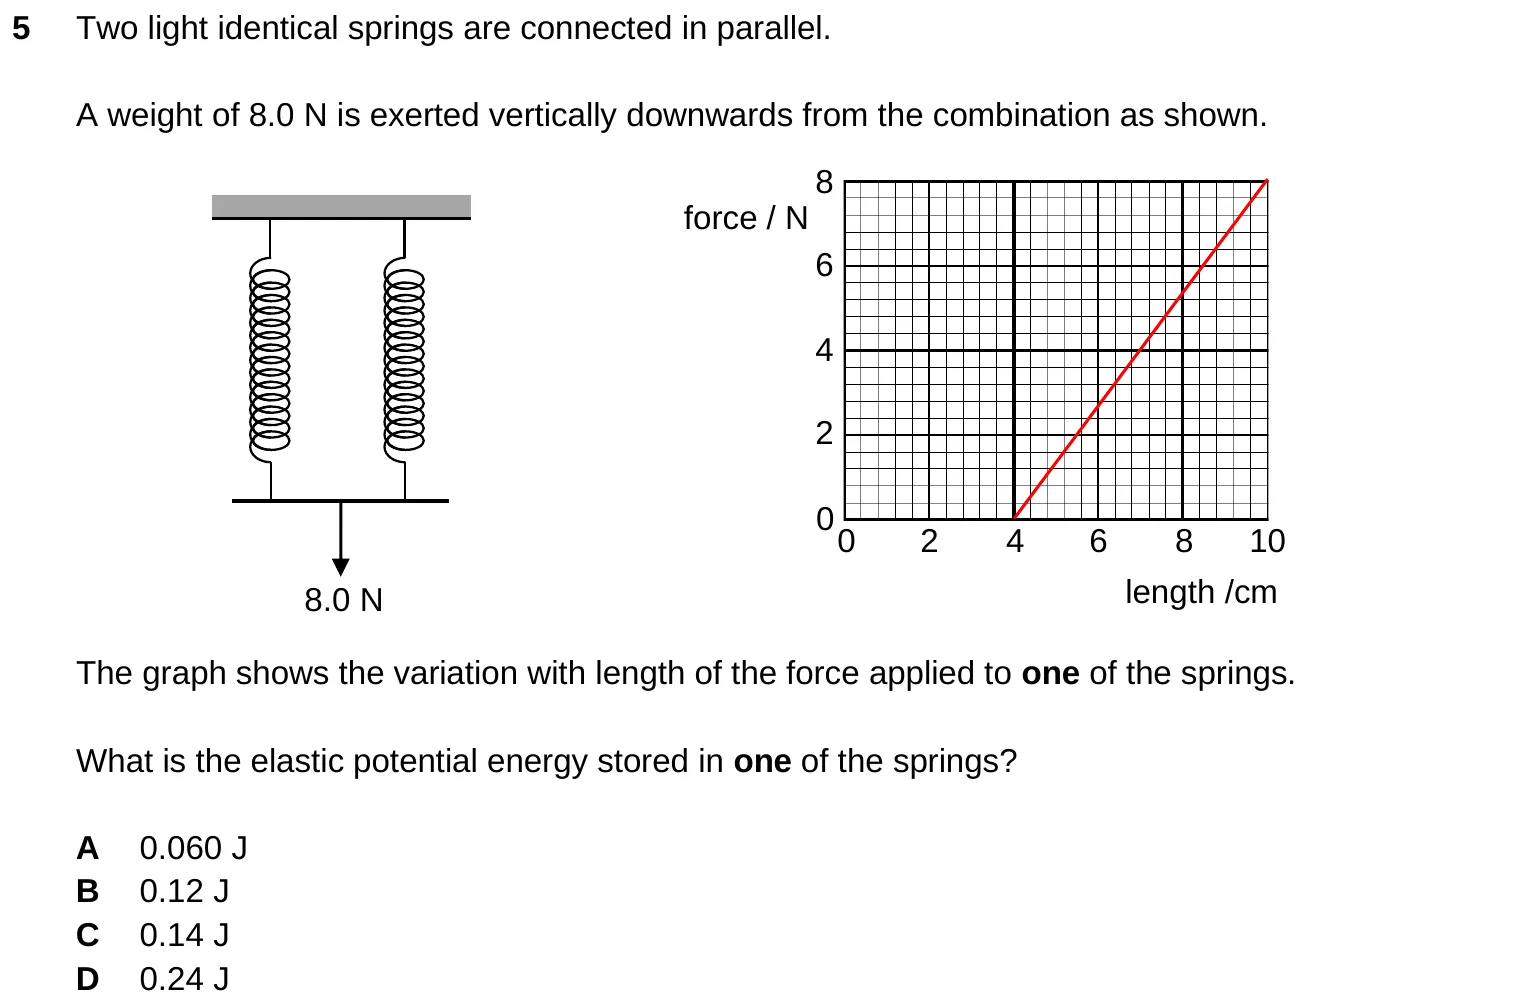 5 Two light identical springs are connected in parallel.
A weight of 8.0 N is exerted vertically downwards from the combination as shown.
8
force / N
6
4
2
0
0 2 4 6 8 10
length /cm
8.0 N
The graph shows the variation with length of the force applied to one of the springs.
What is the elastic potential energy stored in one of the springs?
A 0.060 J
B 0.12 J
C 0.14 J
D 0.24 J